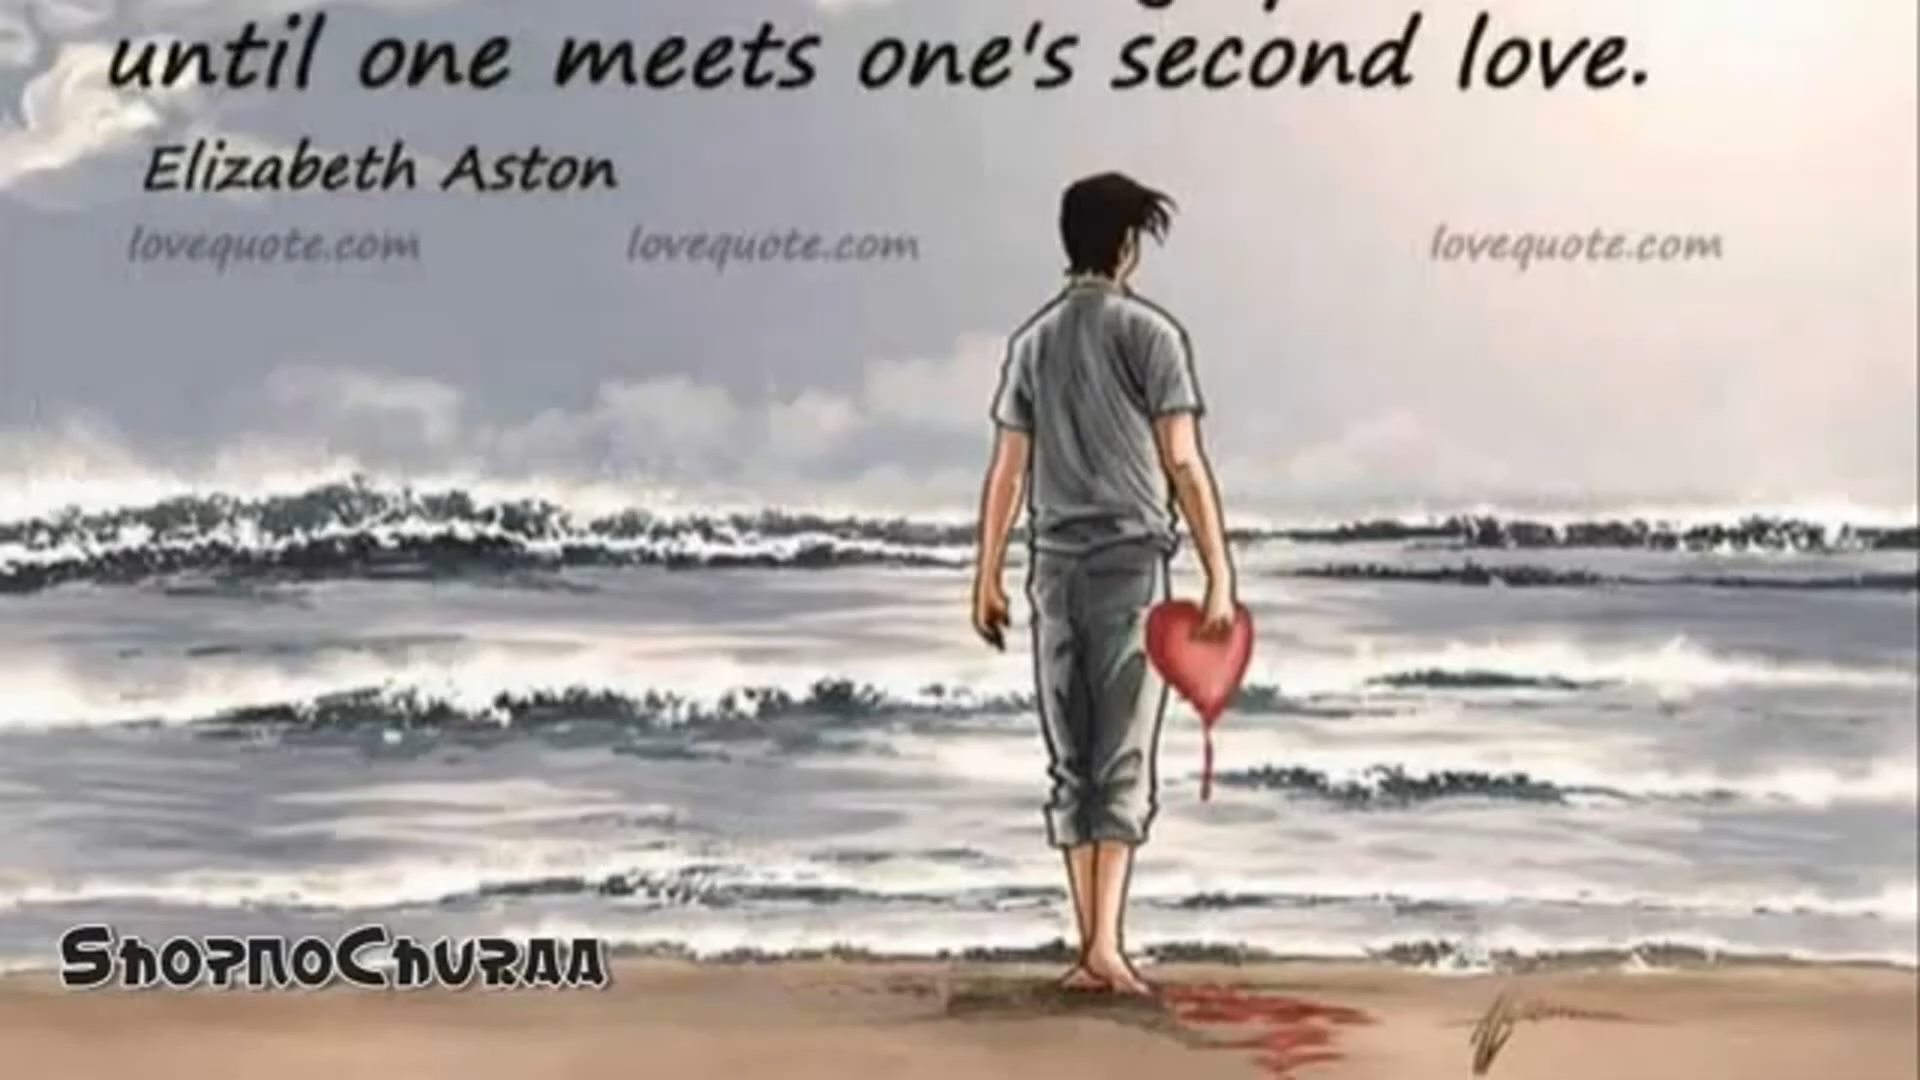 until one meets one's second love.
Elizabeth Aston
lovequote.com lovequote.com lovequote.com
ShopnoChuraa